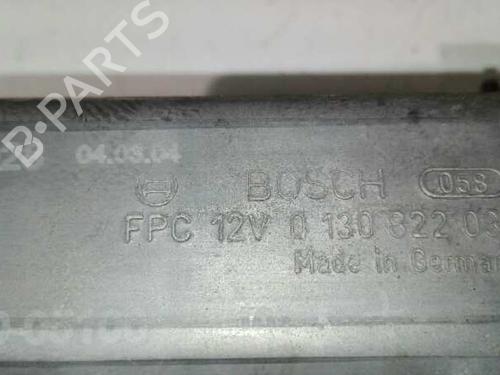 B-PARTS
04.03.04
BOSCH 058
FPC 12V 0 130 822 03
Made in German